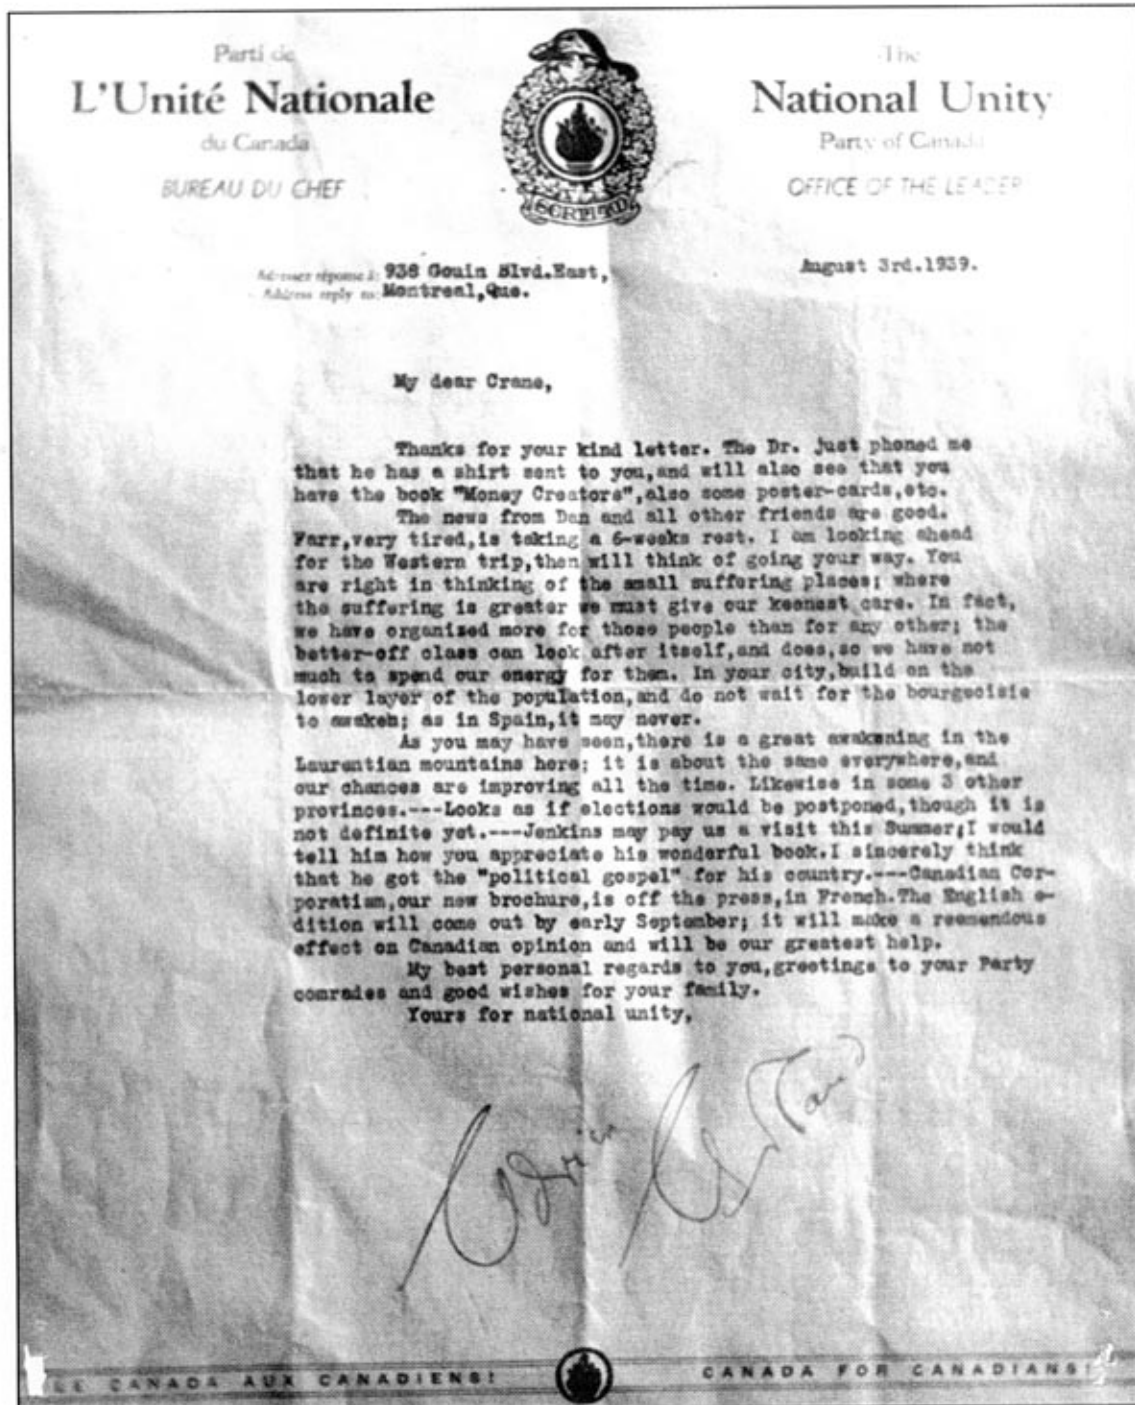 Parti de
L'Unité Nationale
du Canada
BUREAU DU CHEF
The
National Unity
Party of Canada
OFFICE OF THE LEADER
SERVITO
Adresser réponse à: 938 Gouin Blvd.East,
Address reply to: Montreal,Que.
August 3rd.1939.
My dear Crane,
Thanks for your kind letter. The Dr. just phoned me
that he has a shirt sent to you,and will also see that you
have the book "Money Creators",also some poster-cards,etc.
The news from Dan and all other friends are good.
Farr,very tired,is taking a 6-weeks rest. I am looking ahead
for the Western trip,then will think of going your way. You
are right in thinking of the small suffering places; where
the suffering is greater we must give our keenest care. In fact,
we have organized more for those people than for any other; the
better-off class can look after itself,and does,so we have not
much to spend our energy for them. In your city,build on the
lower layer of the population,and do not wait for the bourgeoisie
to awaken; as in Spain,it may never.
As you may have seen,there is a great awakening in the
Laurentian mountains here; it is about the same everywhere,and
our chances are improving all the time. Likewise in some 3 other
provinces.---Looks as if elections would be postponed,though it is
not definite yet.---Jenkins may pay us a visit this Summer;I would
tell him how you appreciate his wonderful book.I sincerely think
that he got the "political gospel" for his country.---Canadian Cor-
poratism,our new brochure,is off the press,in French.The English e-
dition will come out by early September; it will make a reemendous
effect on Canadian opinion and will be our greatest help.
My best personal regards to you,greetings to your Party
comrades and good wishes for your family.
Yours for national unity,
Adrien Arcand
LE CANADA AUX CANADIENS!
CANADA FOR CANADIANS!